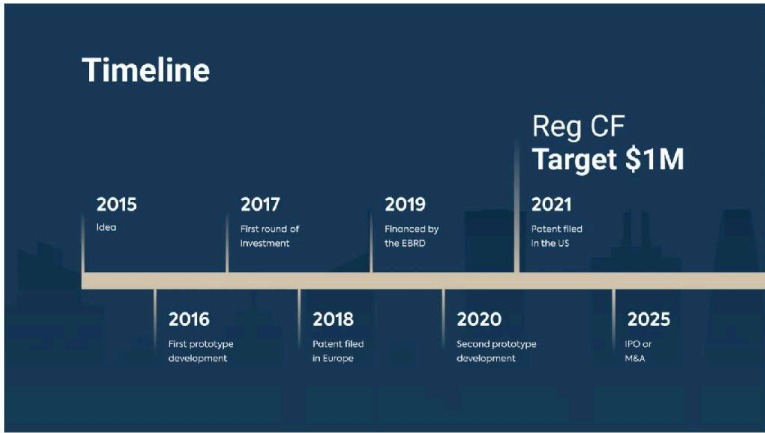 Timeline
Reg CF
Target $1M
2015
Idea
2017
First round of
Investment
2019
Financed by
the EBRD
2021
Patent filed
in the US
2016
First prototype
development
2018
Patent filed
in Europe
2020
Second prototype
development
2025
IPO or
M&A